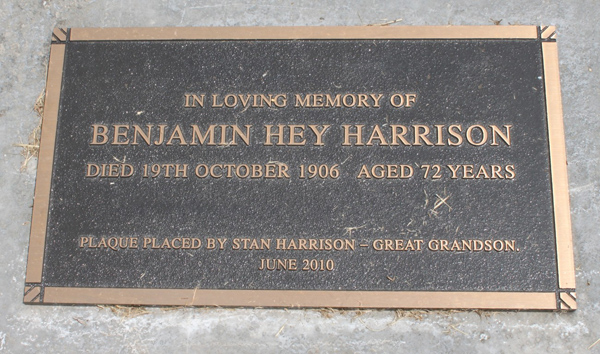 IN LOVING MEMORY OF
BENJAMIN HEY HARRISON
DIED 19TH OCTOBER 1906 AGED 72 YEARS
PLAQUE PLACED BY STAN HARRISON – GREAT GRANDSON.
JUNE 2010